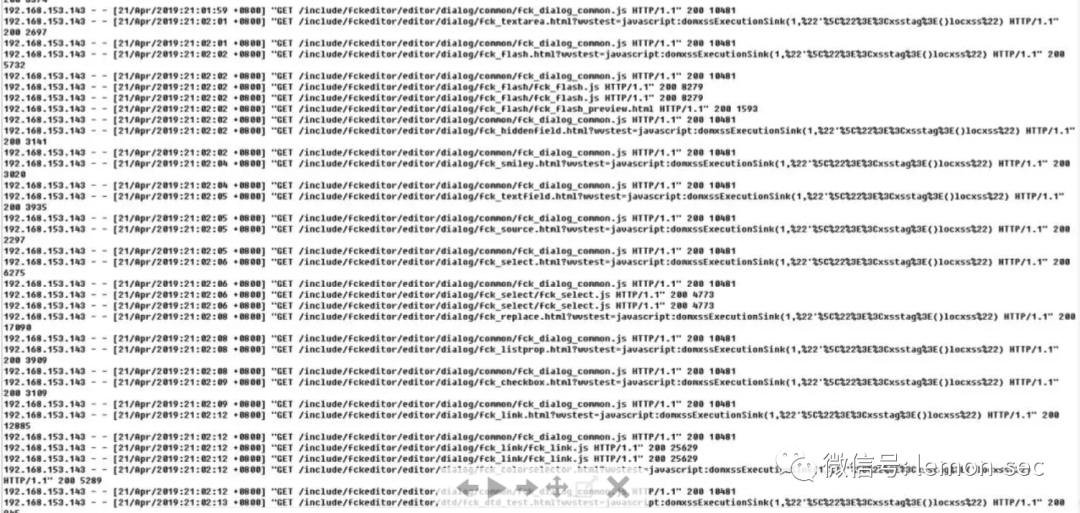 192.168.153.143 - - [21/Apr/2019:21:01:59 +0800] "GET /include/fckeditor/editor/dialog/common/fck_dialog_common.js HTTP/1.1" 200 10481
192.168.153.143 - - [21/Apr/2019:21:02:01 +0800] "GET /include/fckeditor/editor/dialog/fck_textarea.html?wvstest=javascript:domxssExecutionSink(1,%22'%5C%22%3E%3Cxsstag%3E()locxss%22) HTTP/1.1"
200 2697
192.168.153.143 - - [21/Apr/2019:21:02:01 +0800] "GET /include/fckeditor/editor/dialog/common/fck_dialog_common.js HTTP/1.1" 200 10481
192.168.153.143 - - [21/Apr/2019:21:02:02 +0800] "GET /include/fckeditor/editor/dialog/fck_flash.html?wvstest=javascript:domxssExecutionSink(1,%22'%5C%22%3E%3Cxsstag%3E()locxss%22) HTTP/1.1" 200
5732
192.168.153.143 - - [21/Apr/2019:21:02:02 +0800] "GET /include/fckeditor/editor/dialog/common/fck_dialog_common.js HTTP/1.1" 200 10481
192.168.153.143 - - [21/Apr/2019:21:02:02 +0800] "GET /include/fckeditor/editor/dialog/fck_flash/fck_flash.js HTTP/1.1" 200 8279
192.168.153.143 - - [21/Apr/2019:21:02:02 +0800] "GET /include/fckeditor/editor/dialog/fck_flash/fck_flash.js HTTP/1.1" 200 8279
192.168.153.143 - - [21/Apr/2019:21:02:02 +0800] "GET /include/fckeditor/editor/dialog/fck_flash/fck_flash_preview.html HTTP/1.1" 200 1593
192.168.153.143 - - [21/Apr/2019:21:02:02 +0800] "GET /include/fckeditor/editor/dialog/fck_hiddenfield.html?wvstest=javascript:domxssExecutionSink(1,%22'%5C%22%3E%3Cxsstag%3E()locxss%22) HTTP/1.1"
200 3141
192.168.153.143 - - [21/Apr/2019:21:02:02 +0800] "GET /include/fckeditor/editor/dialog/common/fck_dialog_common.js HTTP/1.1" 200 10481
192.168.153.143 - - [21/Apr/2019:21:02:04 +0800] "GET /include/fckeditor/editor/dialog/fck_smiley.html?wvstest=javascript:domxssExecutionSink(1,%22'%5C%22%3E%3Cxsstag%3E()locxss%22) HTTP/1.1" 200
3020
192.168.153.143 - - [21/Apr/2019:21:02:04 +0800] "GET /include/fckeditor/editor/dialog/common/fck_dialog_common.js HTTP/1.1" 200 10481
192.168.153.143 - - [21/Apr/2019:21:02:05 +0800] "GET /include/fckeditor/editor/dialog/fck_textfield.html?wvstest=javascript:domxssExecutionSink(1,%22'%5C%22%3E%3Cxsstag%3E()locxss%22) HTTP/1.1"
200 3935
192.168.153.143 - - [21/Apr/2019:21:02:05 +0800] "GET /include/fckeditor/editor/dialog/common/fck_dialog_common.js HTTP/1.1" 200 10481
192.168.153.143 - - [21/Apr/2019:21:02:05 +0800] "GET /include/fckeditor/editor/dialog/fck_source.html?wvstest=javascript:domxssExecutionSink(1,%22'%5C%22%3E%3Cxsstag%3E()locxss%22) HTTP/1.1" 200
2297
192.168.153.143 - - [21/Apr/2019:21:02:05 +0800] "GET /include/fckeditor/editor/dialog/common/fck_dialog_common.js HTTP/1.1" 200 10481
192.168.153.143 - - [21/Apr/2019:21:02:06 +0800] "GET /include/fckeditor/editor/dialog/fck_select.html?wvstest=javascript:domxssExecutionSink(1,%22'%5C%22%3E%3Cxsstag%3E()locxss%22) HTTP/1.1" 200
6275
192.168.153.143 - - [21/Apr/2019:21:02:06 +0800] "GET /include/fckeditor/editor/dialog/common/fck_dialog_common.js HTTP/1.1" 200 10481
192.168.153.143 - - [21/Apr/2019:21:02:06 +0800] "GET /include/fckeditor/editor/dialog/fck_select/fck_select.js HTTP/1.1" 200 4773
192.168.153.143 - - [21/Apr/2019:21:02:06 +0800] "GET /include/fckeditor/editor/dialog/fck_select/fck_select.js HTTP/1.1" 200 4773
192.168.153.143 - - [21/Apr/2019:21:02:08 +0800] "GET /include/fckeditor/editor/dialog/fck_replace.html?wvstest=javascript:domxssExecutionSink(1,%22'%5C%22%3E%3Cxsstag%3E()locxss%22) HTTP/1.1" 200
17090
192.168.153.143 - - [21/Apr/2019:21:02:08 +0800] "GET /include/fckeditor/editor/dialog/common/fck_dialog_common.js HTTP/1.1" 200 10481
192.168.153.143 - - [21/Apr/2019:21:02:08 +0800] "GET /include/fckeditor/editor/dialog/fck_listprop.html?wvstest=javascript:domxssExecutionSink(1,%22'%5C%22%3E%3Cxsstag%3E()locxss%22) HTTP/1.1"
200 3909
192.168.153.143 - - [21/Apr/2019:21:02:08 +0800] "GET /include/fckeditor/editor/dialog/common/fck_dialog_common.js HTTP/1.1" 200 10481
192.168.153.143 - - [21/Apr/2019:21:02:09 +0800] "GET /include/fckeditor/editor/dialog/fck_checkbox.html?wvstest=javascript:domxssExecutionSink(1,%22'%5C%22%3E%3Cxsstag%3E()locxss%22) HTTP/1.1"
200 3109
192.168.153.143 - - [21/Apr/2019:21:02:09 +0800] "GET /include/fckeditor/editor/dialog/common/fck_dialog_common.js HTTP/1.1" 200 10481
192.168.153.143 - - [21/Apr/2019:21:02:12 +0800] "GET /include/fckeditor/editor/dialog/fck_link.html?wvstest=javascript:domxssExecutionSink(1,%22'%5C%22%3E%3Cxsstag%3E()locxss%22) HTTP/1.1" 200
12885
192.168.153.143 - - [21/Apr/2019:21:02:12 +0800] "GET /include/fckeditor/editor/dialog/common/fck_dialog_common.js HTTP/1.1" 200 10481
192.168.153.143 - - [21/Apr/2019:21:02:12 +0800] "GET /include/fckeditor/editor/dialog/fck_link/fck_link.js HTTP/1.1" 200 25629
192.168.153.143 - - [21/Apr/2019:21:02:12 +0800] "GET /include/fckeditor/editor/dialog/fck_link/fck_link.js HTTP/1.1" 200 25629
192.168.153.143 - - [21/Apr/2019:21:02:12 +0800] "GET /include/fckeditor/editor/dialog/fck_colorselector.html?wvstest=javascript:domxssExecutionSink(1,%22'%5C%22%3E%3Cxsstag%3E()locxss%22)
HTTP/1.1" 200 5289
192.168.153.143 - - [21/Apr/2019:21:02:12 +0800] "GET /include/fckeditor/editor/ HTTP/1.1" 200 10481
192.168.153.143 - - [21/Apr/2019:21:02:13 +0800] "GET /include/fckeditor/editor/dtd/fck_dtd_test.html?wvstest=javascript:domxssExecutionSink(1,%22'%5C%22%3E%3Cxsstag%3E()locxss%22) HTTP/1.1" 200
微信号: lemon-sec